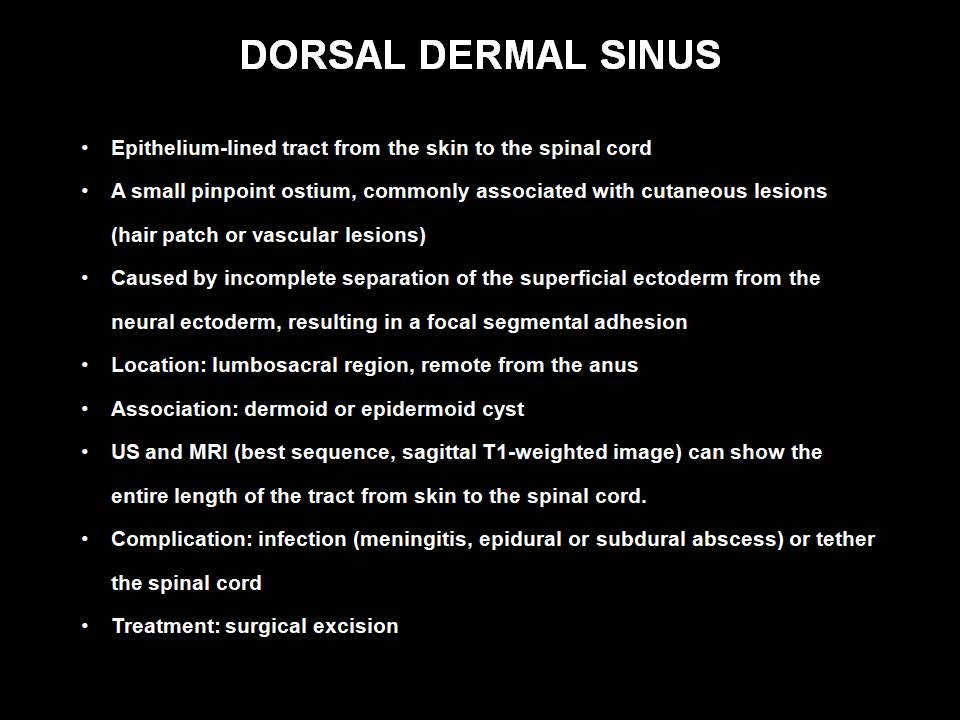 DORSAL DERMAL SINUS
• Epithelium-lined tract from the skin to the spinal cord
• A small pinpoint ostium, commonly associated with cutaneous lesions
(hair patch or vascular lesions)
• Caused by incomplete separation of the superficial ectoderm from the
neural ectoderm, resulting in a focal segmental adhesion
• Location: lumbosacral region, remote from the anus
• Association: dermoid or epidermoid cyst
• US and MRI (best sequence, sagittal T1-weighted image) can show the
entire length of the tract from skin to the spinal cord.
• Complication: infection (meningitis, epidural or subdural abscess) or tether
the spinal cord
• Treatment: surgical excision